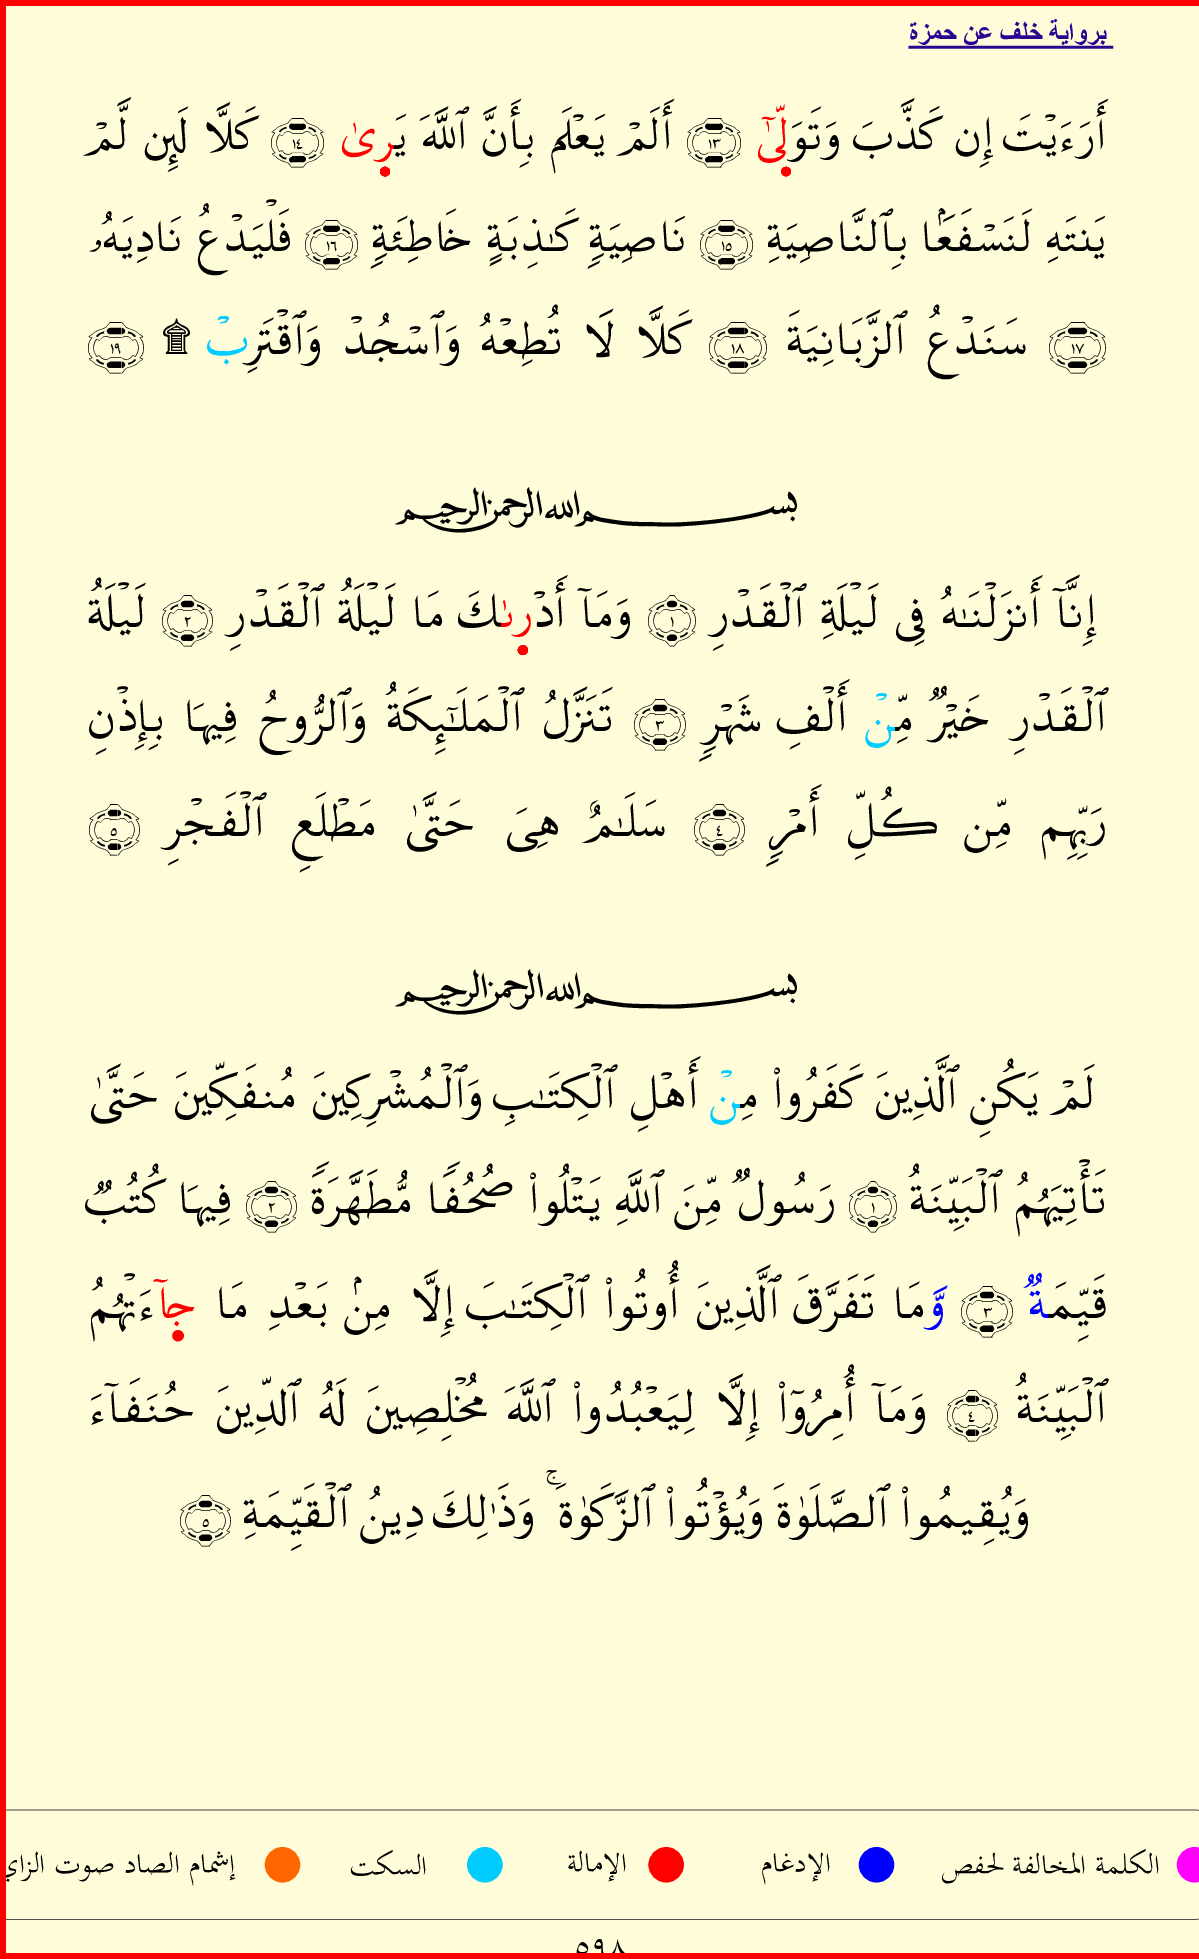 برواية خلف عن حمزة
أَرَءَيۡتَ إِن كَذَّبَ وَتَوَلّىٰٓ ١٣ أَلَمۡ يَعۡلَم بِأَنَّ ٱللَّهَ يَرىٰ ١٤ كَلَّا لَئِن لَّمۡ
يَنتَهِ لَنَسۡفَعَۢا بِٱلنَّاصِيَةِ ١٥ نَاصِيَةٖ كَٰذِبَةٍ خَاطِئَةٖ ١٦ فَلۡيَدۡعُ نَادِيَهُۥ
١٧ سَنَدۡعُ ٱلزَّبَانِيَةَ ١٨ كَلَّا لَا تُطِعۡهُ وَٱسۡجُدۡ وَٱقۡتَرِبۡ ۩ ١٩
بسم الله الرحمن الرحيم
إِنَّآ أَنزَلۡنَٰهُ فِي لَيۡلَةِ ٱلۡقَدۡرِ ١ وَمَآ أَدۡرىٰكَ مَا لَيۡلَةُ ٱلۡقَدۡرِ ٢ لَيۡلَةُ
ٱلۡقَدۡرِ خَيۡرٞ مِّنۡ أَلۡفِ شَهۡرٖ ٣ تَنَزَّلُ ٱلۡمَلَٰٓئِكَةُ وَٱلرُّوحُ فِيهَا بِإِذۡنِ
رَبِّهِم مِّن كُلِّ أَمۡرٖ ٤ سَلَٰمٌ هِيَ حَتَّىٰ مَطۡلَعِ ٱلۡفَجۡرِ ٥
بسم الله الرحمن الرحيم
لَمۡ يَكُنِ ٱلَّذِينَ كَفَرُواْ مِنۡ أَهۡلِ ٱلۡكِتَٰبِ وَٱلۡمُشۡرِكِينَ مُنفَكِّينَ حَتَّىٰ
تَأۡتِيَهُمُ ٱلۡبَيِّنَةُ ١ رَسُولٞ مِّنَ ٱللَّهِ يَتۡلُواْ صُحُفٗا مُّطَهَّرَةٗ ٢ فِيهَا كُتُبٞ
قَيِّمَةٞ ٣ وَّمَا تَفَرَّقَ ٱلَّذِينَ أُوتُواْ ٱلۡكِتَٰبَ إِلَّا مِنۢ بَعۡدِ مَا جآءَتۡهُمُ
ٱلۡبَيِّنَةُ ٤ وَمَآ أُمِرُوٓاْ إِلَّا لِيَعۡبُدُواْ ٱللَّهَ مُخۡلِصِينَ لَهُ ٱلدِّينَ حُنَفَآءَ
وَيُقِيمُواْ ٱلصَّلَوٰةَ وَيُؤۡتُواْ ٱلزَّكَوٰةَۚ وَذَٰلِكَ دِينُ ٱلۡقَيِّمَةِ ٥
الكلمة المخالفة لحفص الإدغام الإمالة السكت إشمام الصاد صوت الزاي
٥٩٨